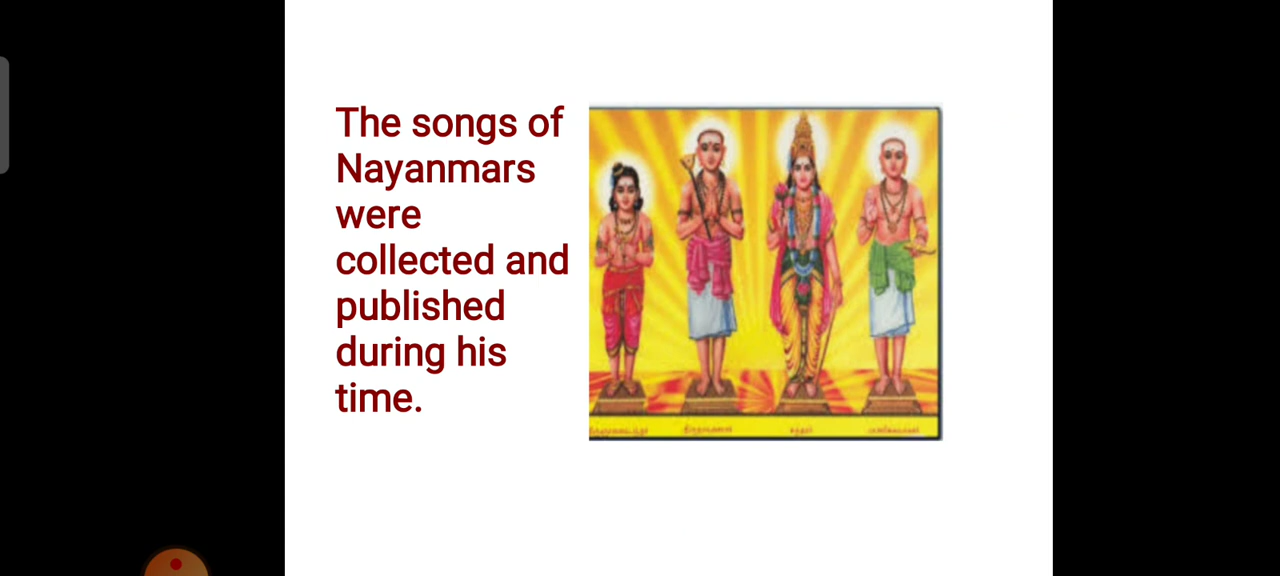 The songs of
Nayanmars
were
collected and
published
during his
time.